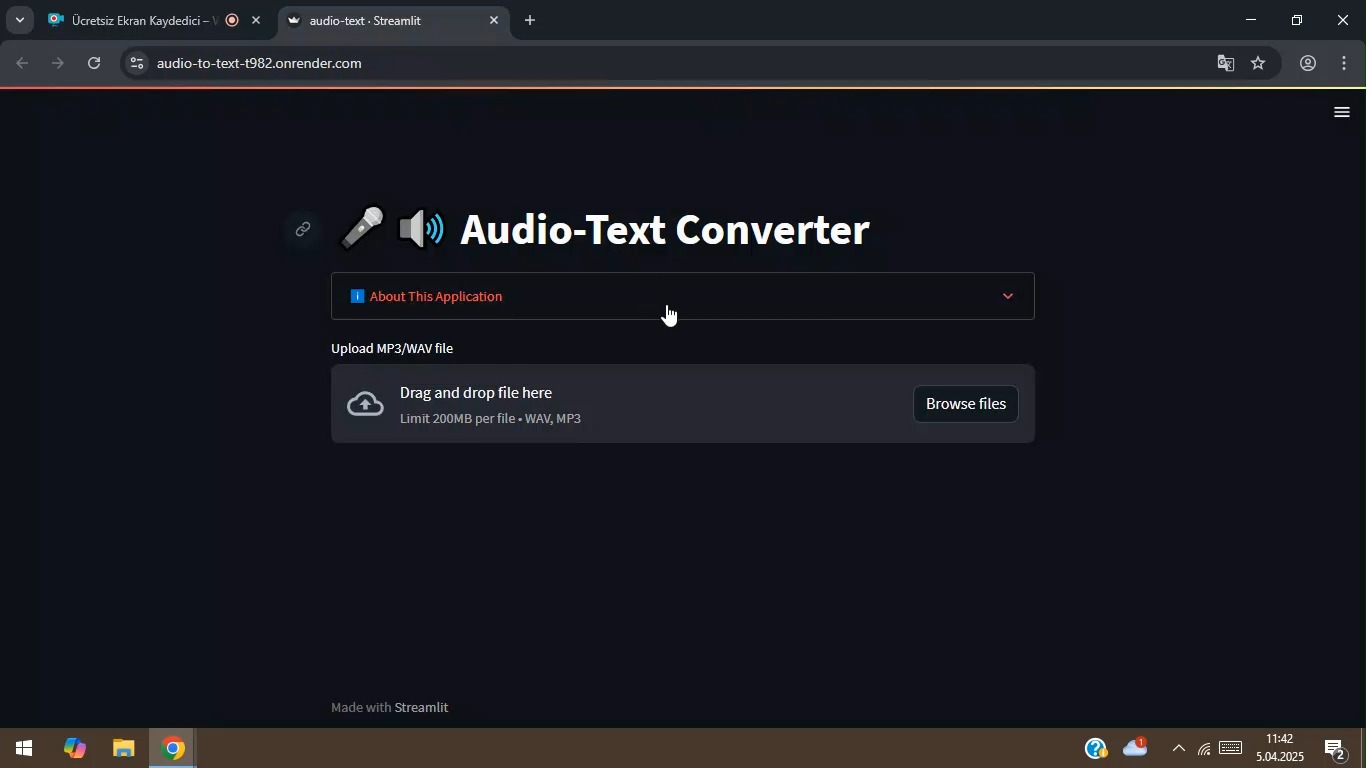 Ücretsiz Ekran Kaydedici –
audio-text · Streamlit
audio-to-text-t982.onrender.com
Audio-Text Converter
About This Application
Upload MP3/WAV file
Drag and drop file here
Browse files
Limit 200MB per file • WAV, MP3
Made with Streamlit
1
11:42
5.04.2025
2